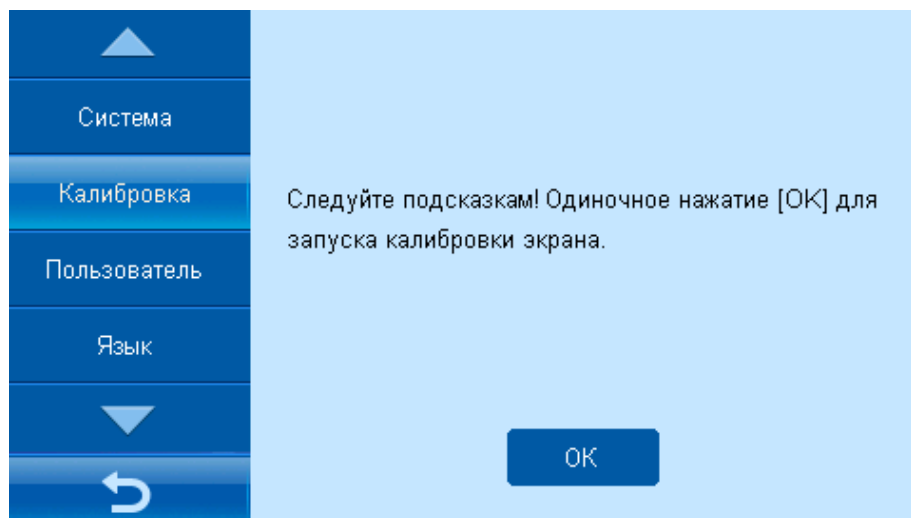 Система
Калибровка
Пользователь
Язык
Следуйте подсказкам! Одиночное нажатие [OK] для
запуска калибровки экрана.
OK